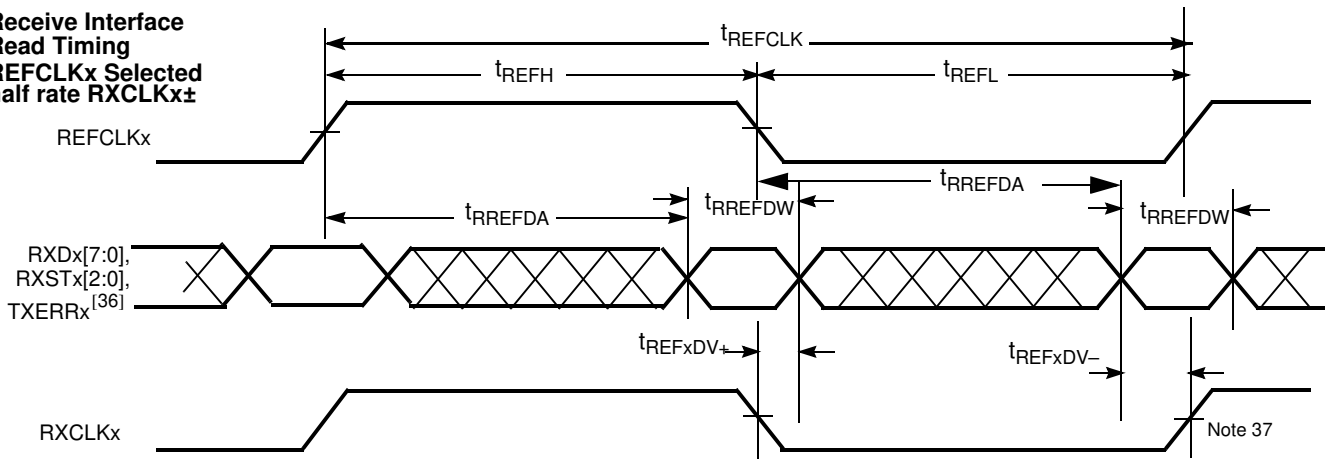 Receive Interface
Read Timing
REFCLKx Selected
half rate RXCLKx±
tREFCLK
tREFH
tREFL
REFCLKx
tRREFDA
tRREFDW
tRREFDA
tRREFDW
RXDx[7:0],
RXSTx[2:0],
TXERRx[36]
tREFxDV+
tREFxDV–
RXCLKx
Note 37